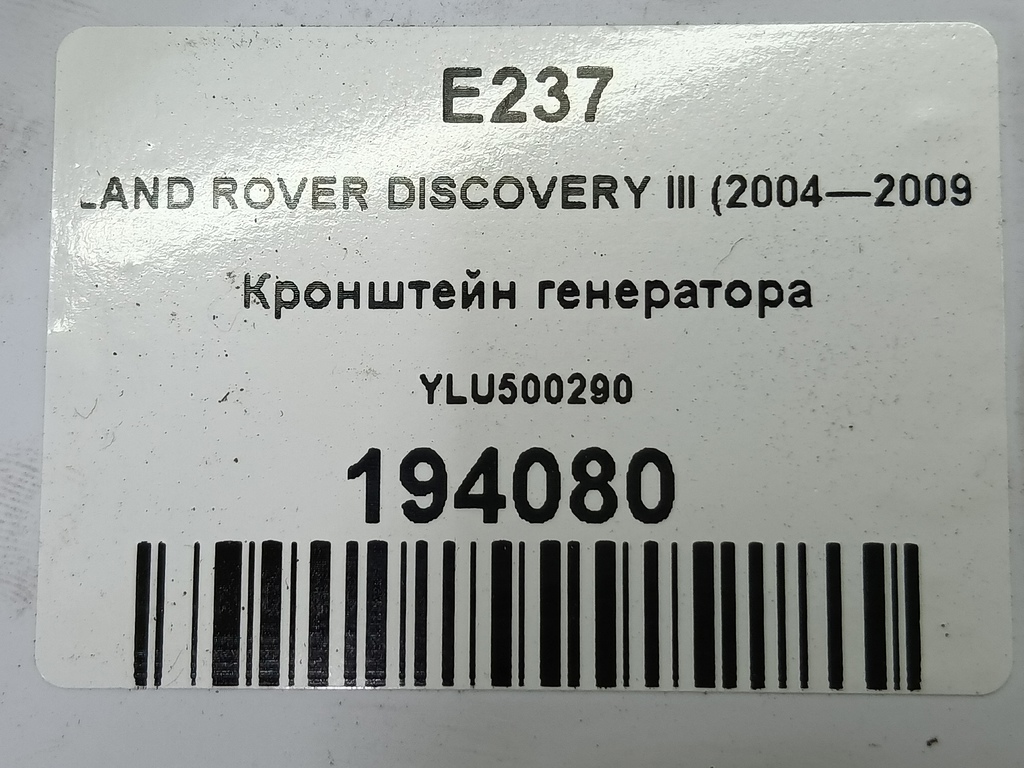 E237
LAND ROVER DISCOVERY III (2004—2009
Кронштейн генератора
YLU500290
194080